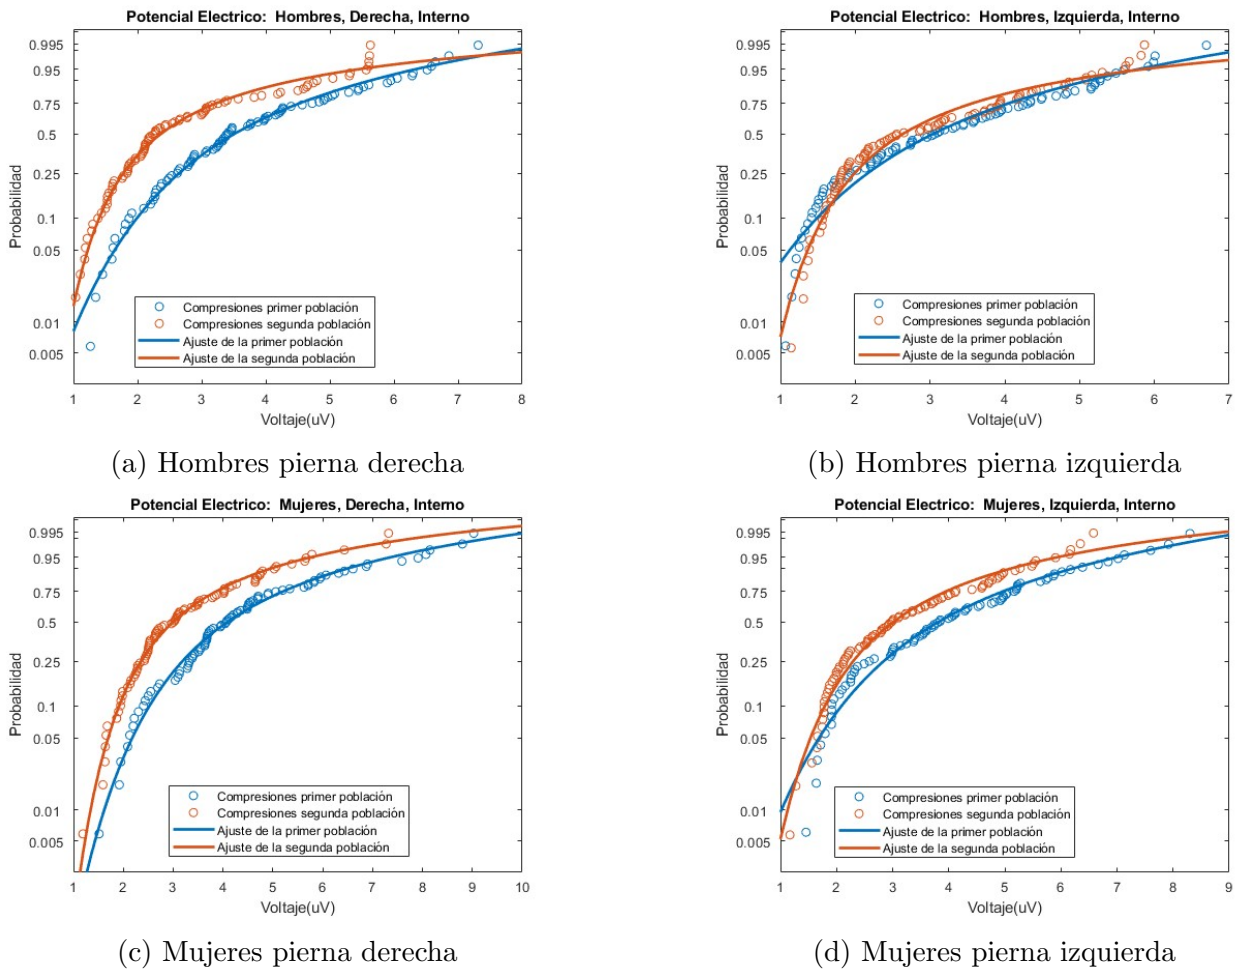 Potencial Electrico: Hombres, Derecha, Interno
Probabilidad
0.995
0.95
0.75
0.5
0.25
0.1
0.05
0.01
0.005
Compresiones primer población
Compresiones segunda población
Ajuste de la primer población
Ajuste de la segunda población
1 2 3 4 5 6 7 8
Voltaje(uV)
(a) Hombres pierna derecha
Potencial Electrico: Hombres, Izquierda, Interno
Probabilidad
0.995
0.95
0.75
0.5
0.25
0.1
0.05
0.01
0.005
Compresiones primer población
Compresiones segunda población
Ajuste de la primer población
Ajuste de la segunda población
1 2 3 4 5 6 7
Voltaje(uV)
(b) Hombres pierna izquierda
Potencial Electrico: Mujeres, Derecha, Interno
Probabilidad
0.995
0.95
0.75
0.5
0.25
0.1
0.05
0.01
0.005
Compresiones primer población
Compresiones segunda población
Ajuste de la primer población
Ajuste de la segunda población
1 2 3 4 5 6 7 8 9 10
Voltaje(uV)
(c) Mujeres pierna derecha
Potencial Electrico: Mujeres, Izquierda, Interno
Probabilidad
0.995
0.95
0.75
0.5
0.25
0.1
0.05
0.01
0.005
Compresiones primer población
Compresiones segunda población
Ajuste de la primer población
Ajuste de la segunda población
1 2 3 4 5 6 7 8 9
Voltaje(uV)
(d) Mujeres pierna izquierda